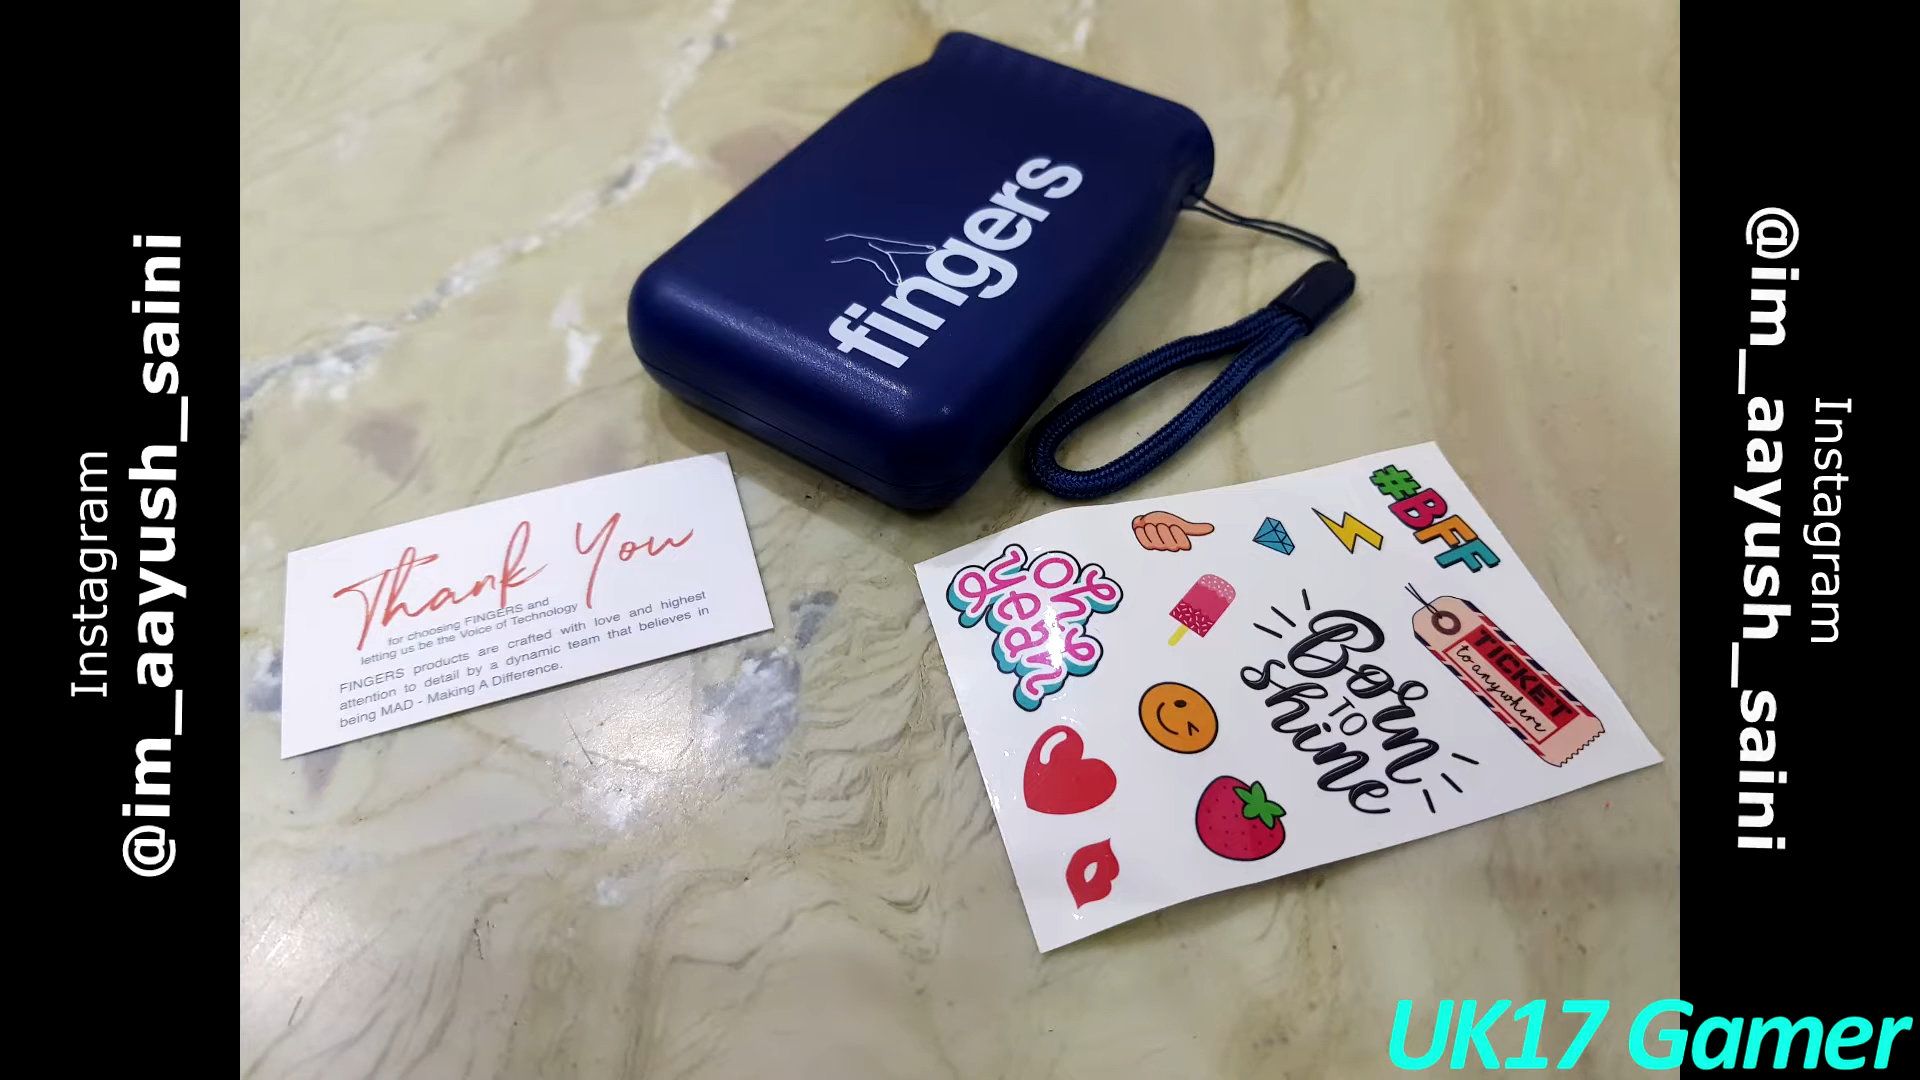 Instagram
@im_aayush_saini
fingers
Thank You
for choosing FINGERS and
letting us be the Voice of Technology
FINGERS products are crafted with love and highest
attention to detail by a dynamic team that believes in
being MAD - Making A Difference.
oh
yeah
#BFF
Born
TO
shine
TICKET
to anywhere
Instagram
@im_aayush_saini
UK17 Gamer